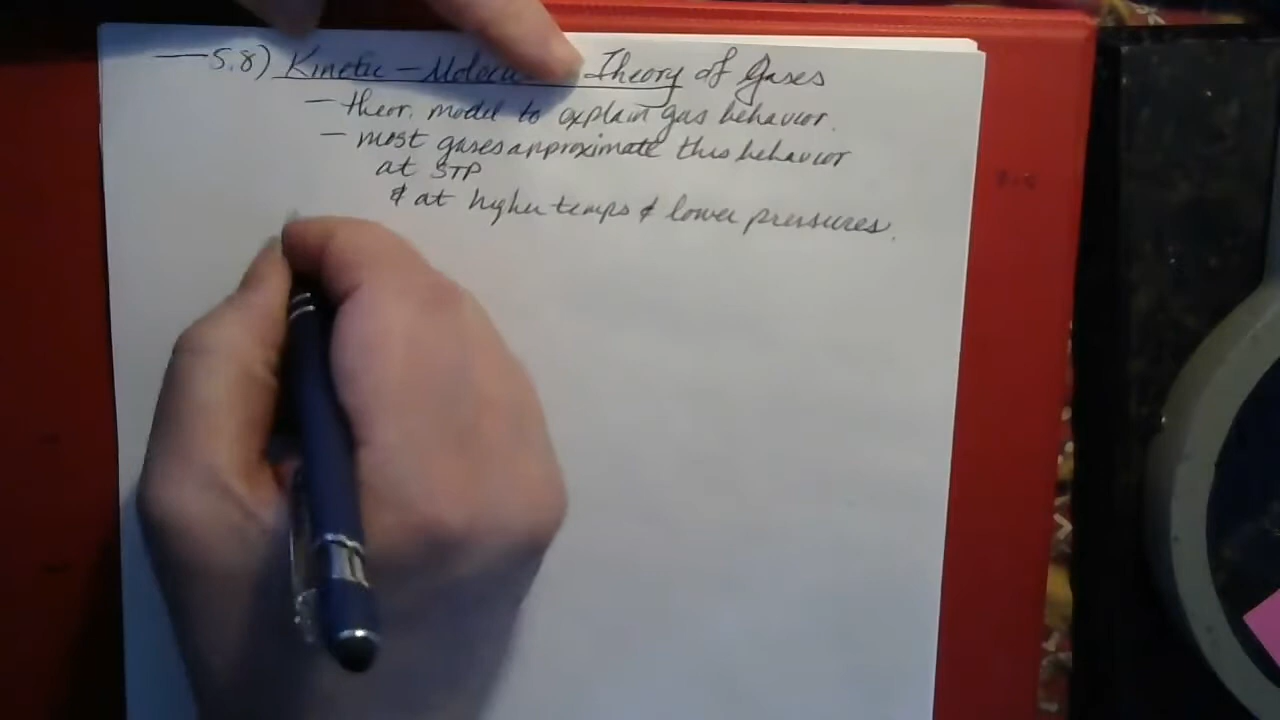 — 5.8) Kinetic - Molecu Theory of Gases
— theor. model to explain gas behavior.
— most gases approximate this behavior
at STP
& at higher temps & lower pressures.